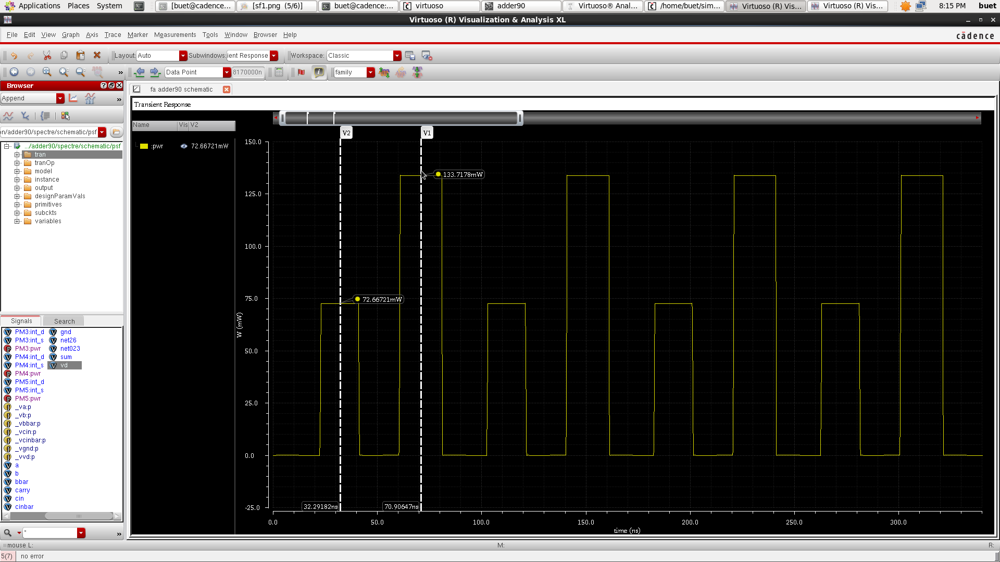 Applications Places System [buet@cadence... [sf1.png (5/6)] buet@cadence:... virtuoso adder90 Virtuoso® Anal... /home/buet/sim... Virtuoso (R) Vis... Virtuoso (R) Vis... 8:15 PM buet
Virtuoso (R) Visualization & Analysis XL
File Edit View Graph Axis Trace Marker Measurements Tools Window Browser Help
cādence
Layout: Auto Subwindows: ient Response Workspace: Classic
» Data Point 8170000n family
Browser
fa adder90 schematic
Append »
Transient Response
Name Vis V2
:pwr 72.66721mW
n/adder90/spectre/schematic/psf
.../adder90/spectre/schematic/psf
tran
tranOp
model
instance
output
designParamVals
primitives
subckts
variables
V2 V1
133.7178mW
72.66721mW
150.0
125.0
100.0
75.0
50.0
25.0
0.0
-25.0
W (mW)
32.29182ns 70.90647ns
0.0 50.0 100.0 150.0 200.0 250.0 300.0
time (ns)
Signals Search
PM3:int_d gnd
PM3:int_s net26
PM3:pwr net023
PM4:int_d sum
PM4:int_s vd
PM4:pwr
PM5:int_d
PM5:int_s
PM5:pwr
_va:p
_vb:p
_vbbar:p
_vcin:p
_vcinbar:p
_vgnd:p
_vvd:p
a
b
bbar
carry
cin
cinbar
* »
mouse L: M: R:
5(7) no error